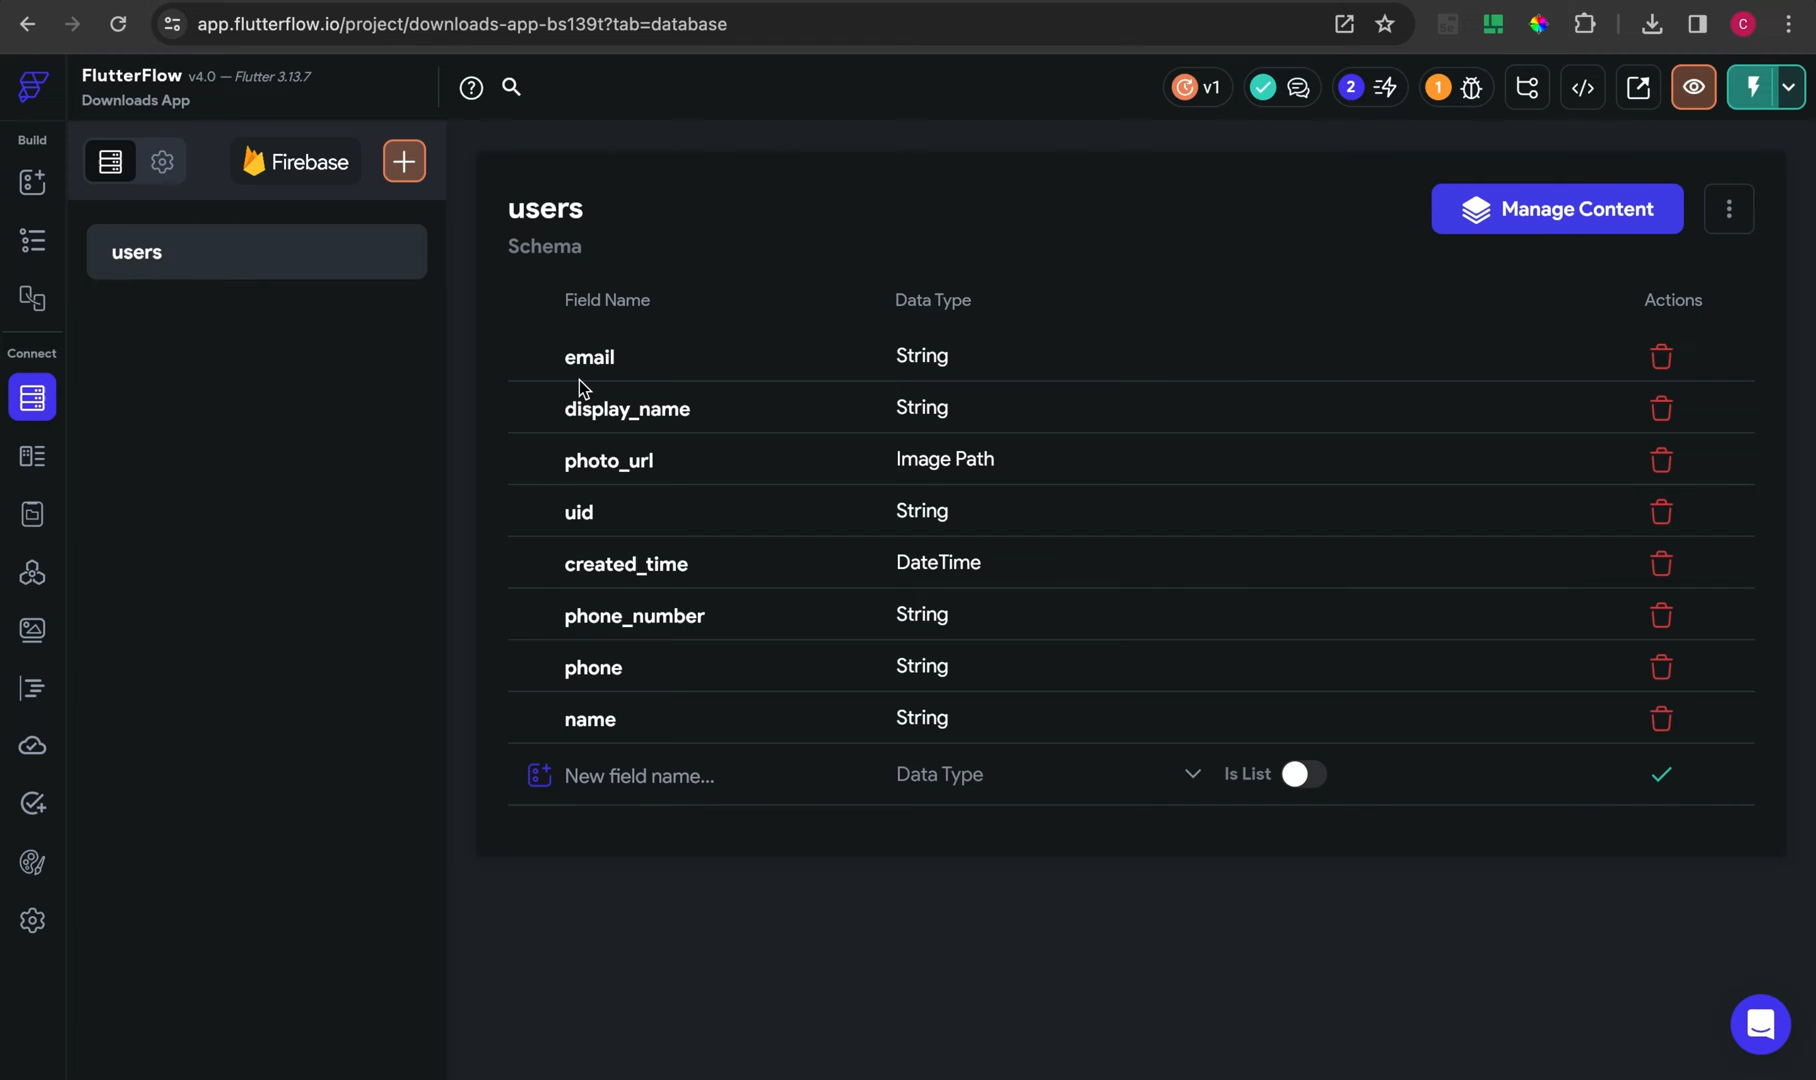 app.flutterflow.io/project/downloads-app-bs139t?tab=database
C
FlutterFlow v4.0 — Flutter 3.13.7
Downloads App
v1
2
1
Build
Firebase
users
Connect
users
Manage Content
Schema
Field Name Data Type Actions
email String
display_name String
photo_url Image Path
uid String
created_time DateTime
phone_number String
phone String
name String
New field name... Data Type Is List